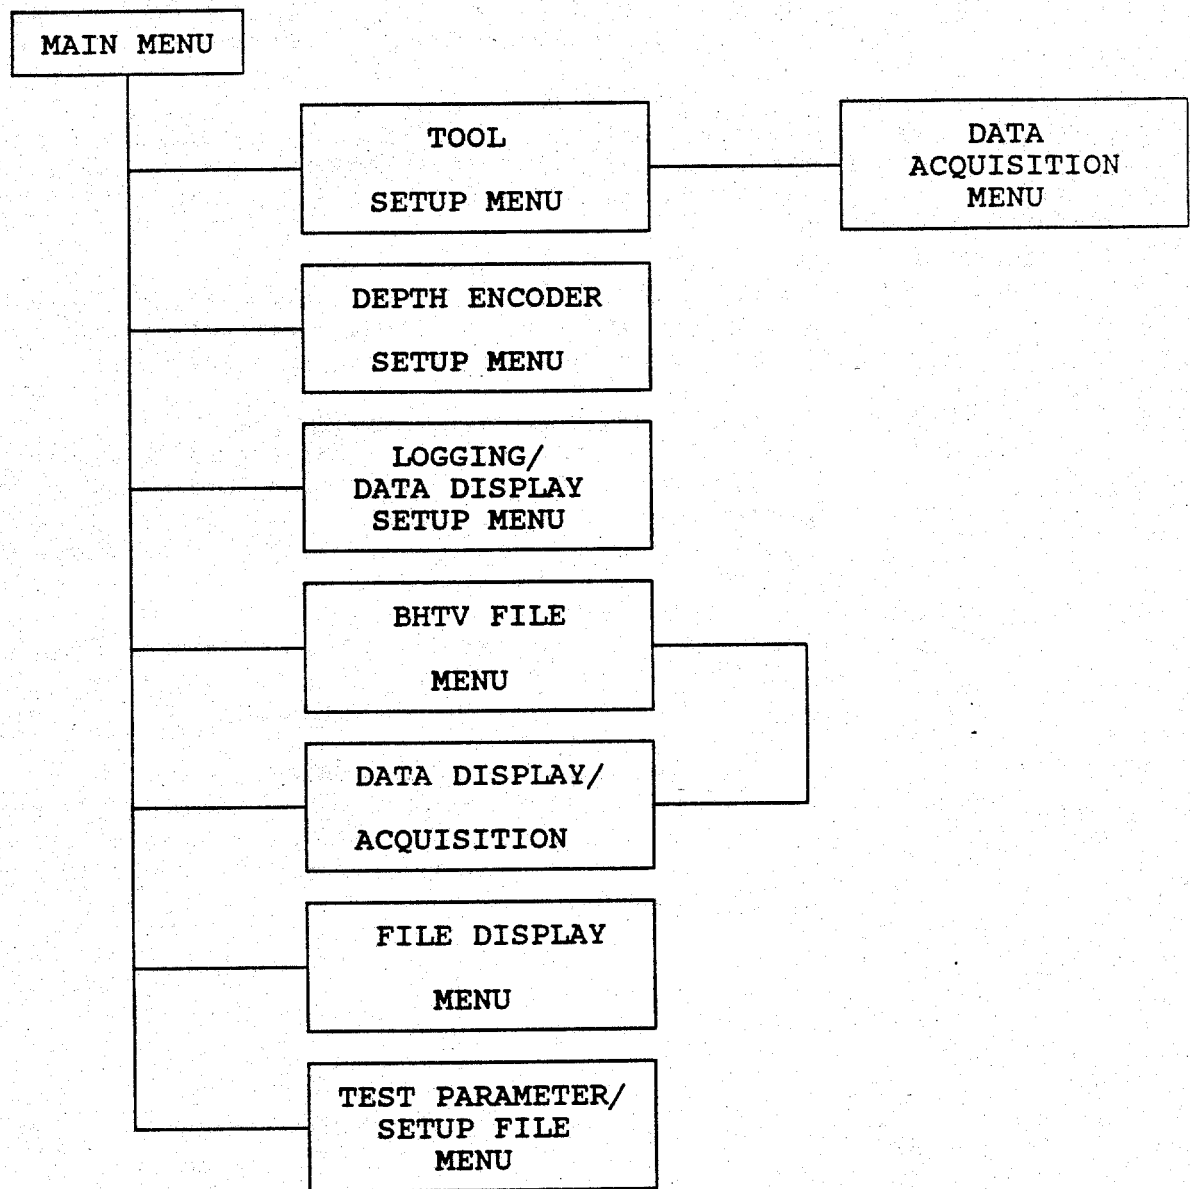 MAIN MENU
TOOL
SETUP MENU
DATA
ACQUISITION
MENU
DEPTH ENCODER
SETUP MENU
LOGGING/
DATA DISPLAY
SETUP MENU
BHTV FILE
MENU
DATA DISPLAY/
ACQUISITION
FILE DISPLAY
MENU
TEST PARAMETER/
SETUP FILE
MENU